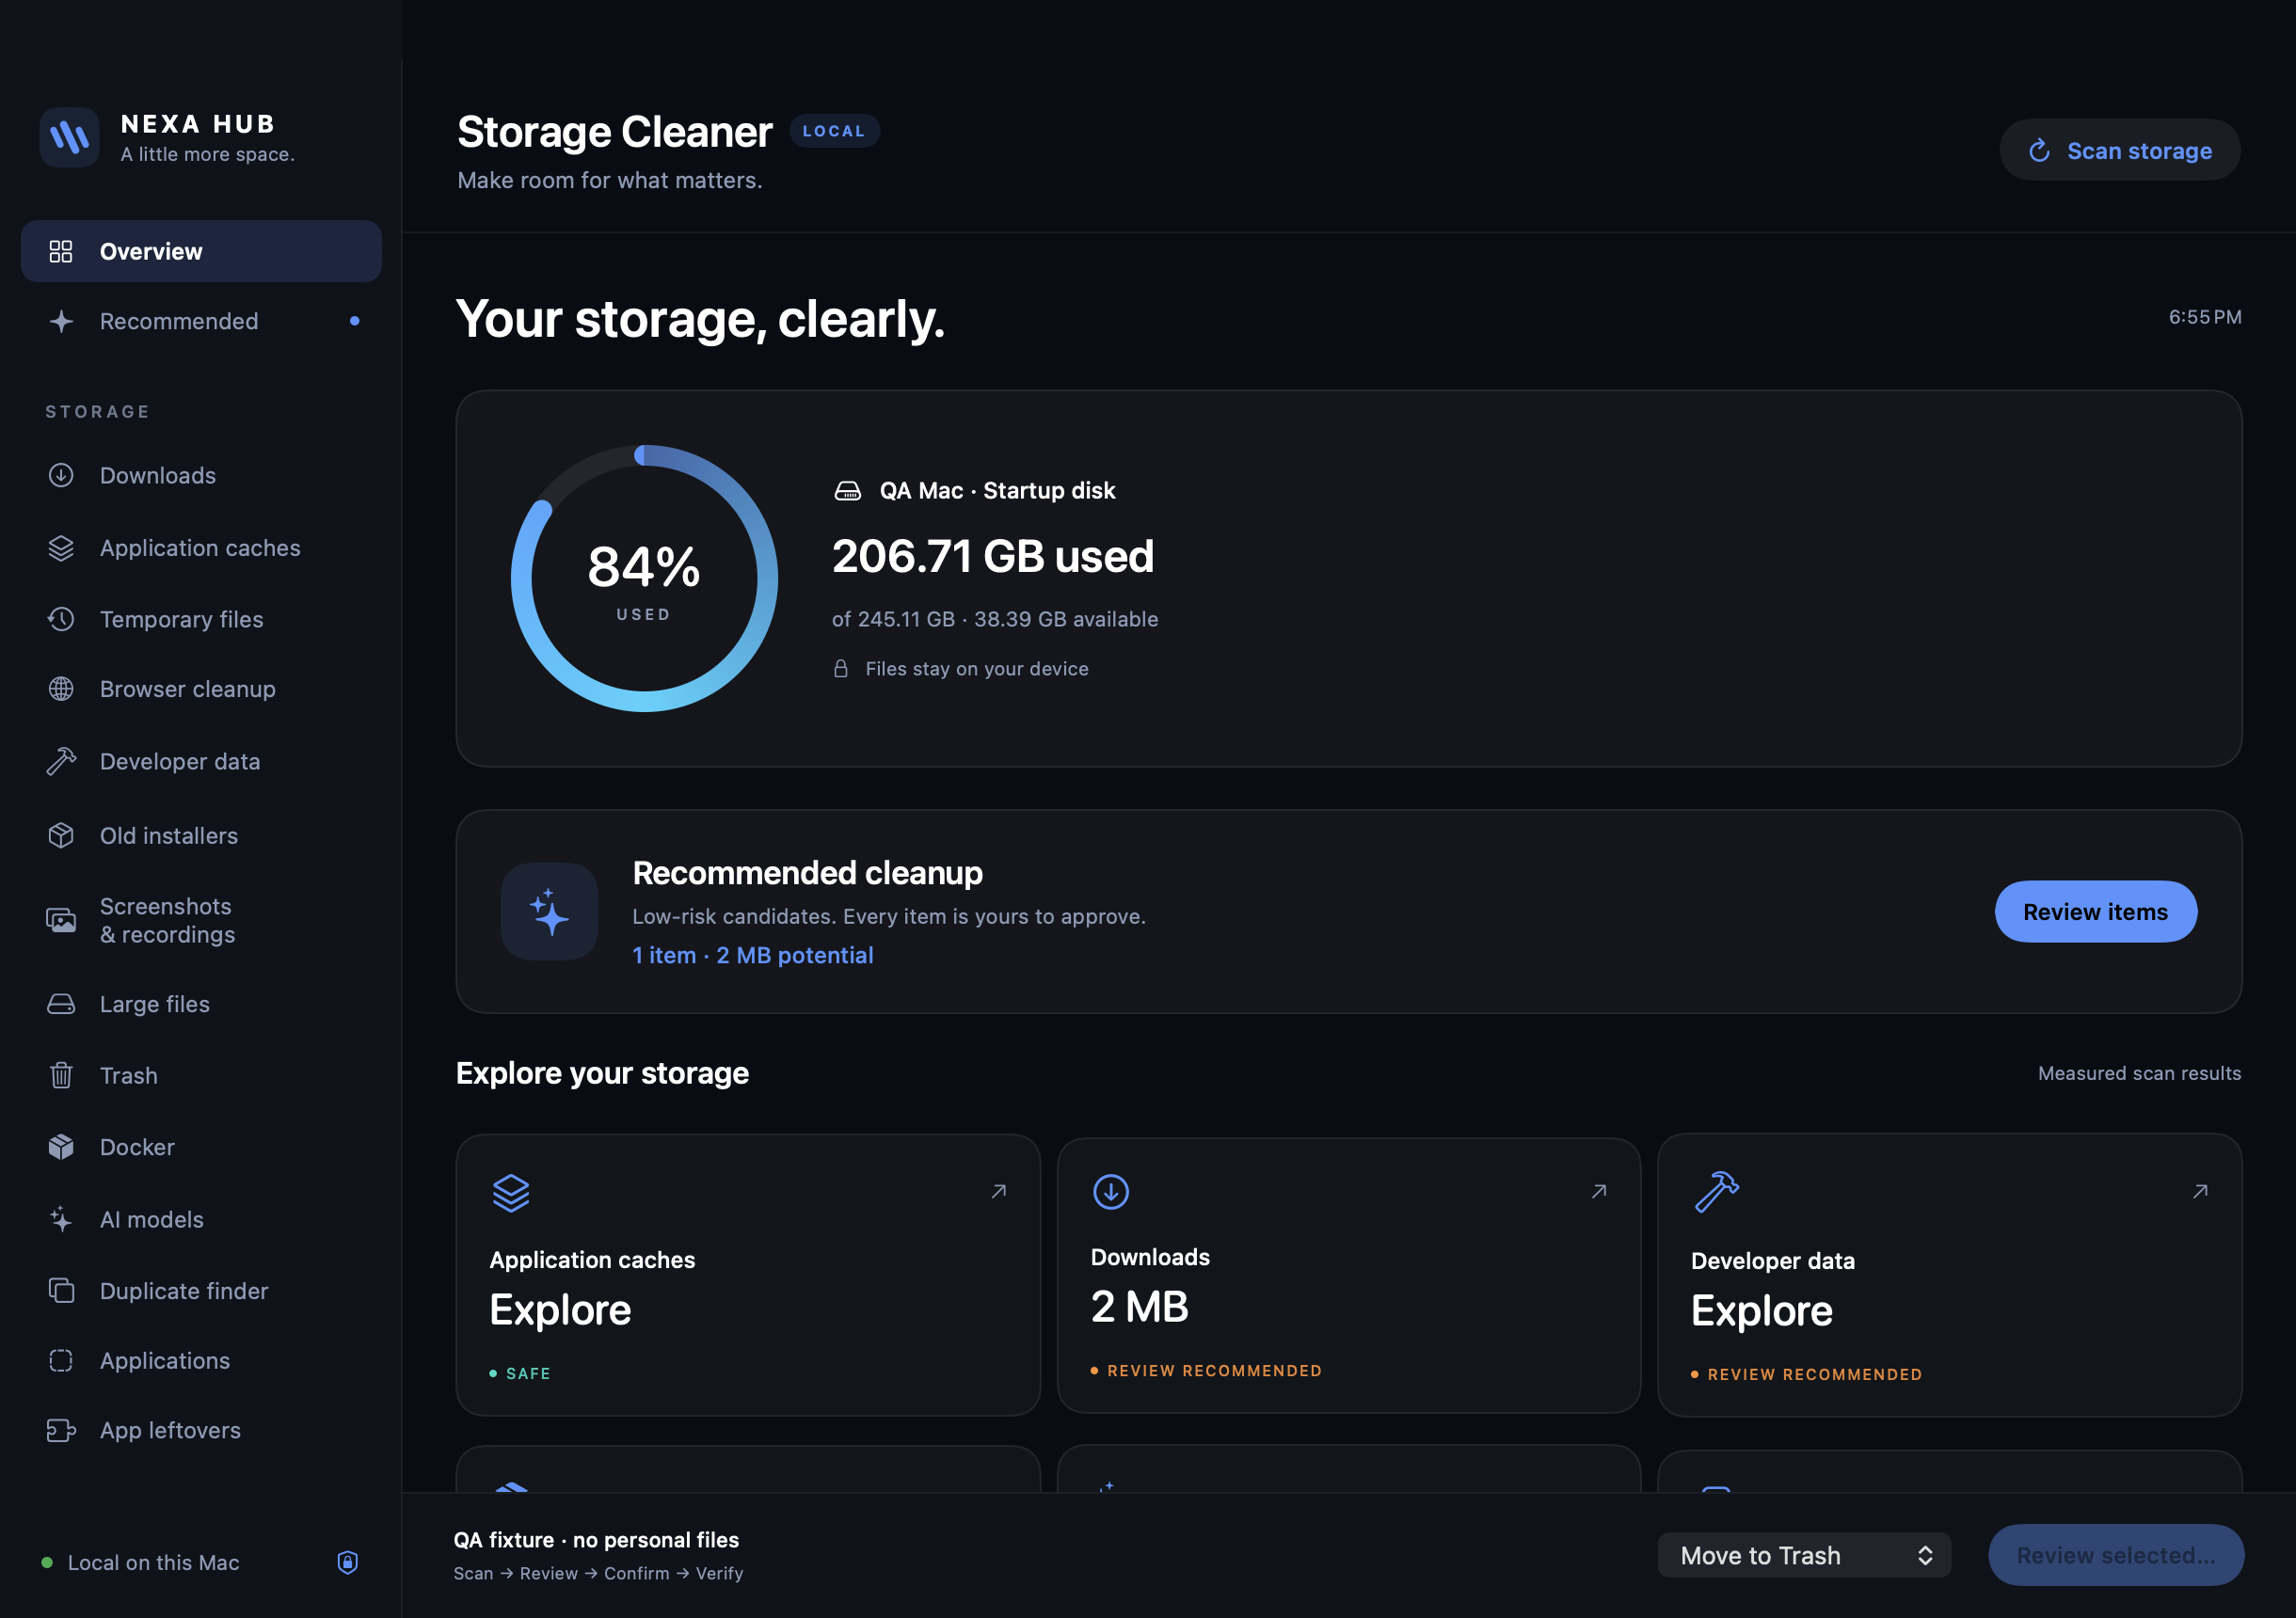 NEXA HUB
A little more space.
Overview
Recommended
STORAGE
Downloads
Application caches
Temporary files
Browser cleanup
Developer data
Old installers
Screenshots
& recordings
Large files
Trash
Docker
AI models
Duplicate finder
Applications
App leftovers
Local on this Mac
Storage Cleaner
LOCAL
Make room for what matters.
Scan storage
Your storage, clearly.
6:55 PM
84%
USED
QA Mac · Startup disk
206.71 GB used
of 245.11 GB · 38.39 GB available
Files stay on your device
Recommended cleanup
Low-risk candidates. Every item is yours to approve.
1 item · 2 MB potential
Review items
Explore your storage
Measured scan results
Application caches
Explore
SAFE
Downloads
2 MB
REVIEW RECOMMENDED
Developer data
Explore
REVIEW RECOMMENDED
QA fixture · no personal files
Scan → Review → Confirm → Verify
Move to Trash
Review selected...